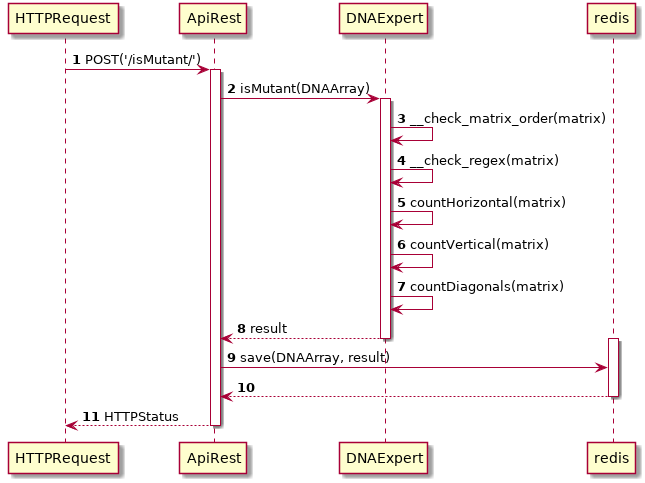 HTTPRequest ApiRest DNAExpert redis
1 POST('/isMutant/')
2 isMutant(DNAArray)
3 __check_matrix_order(matrix)
4 __check_regex(matrix)
5 countHorizontal(matrix)
6 countVertical(matrix)
7 countDiagonals(matrix)
8 result
9 save(DNAArray, result)
10
11 HTTPStatus
HTTPRequest ApiRest DNAExpert redis